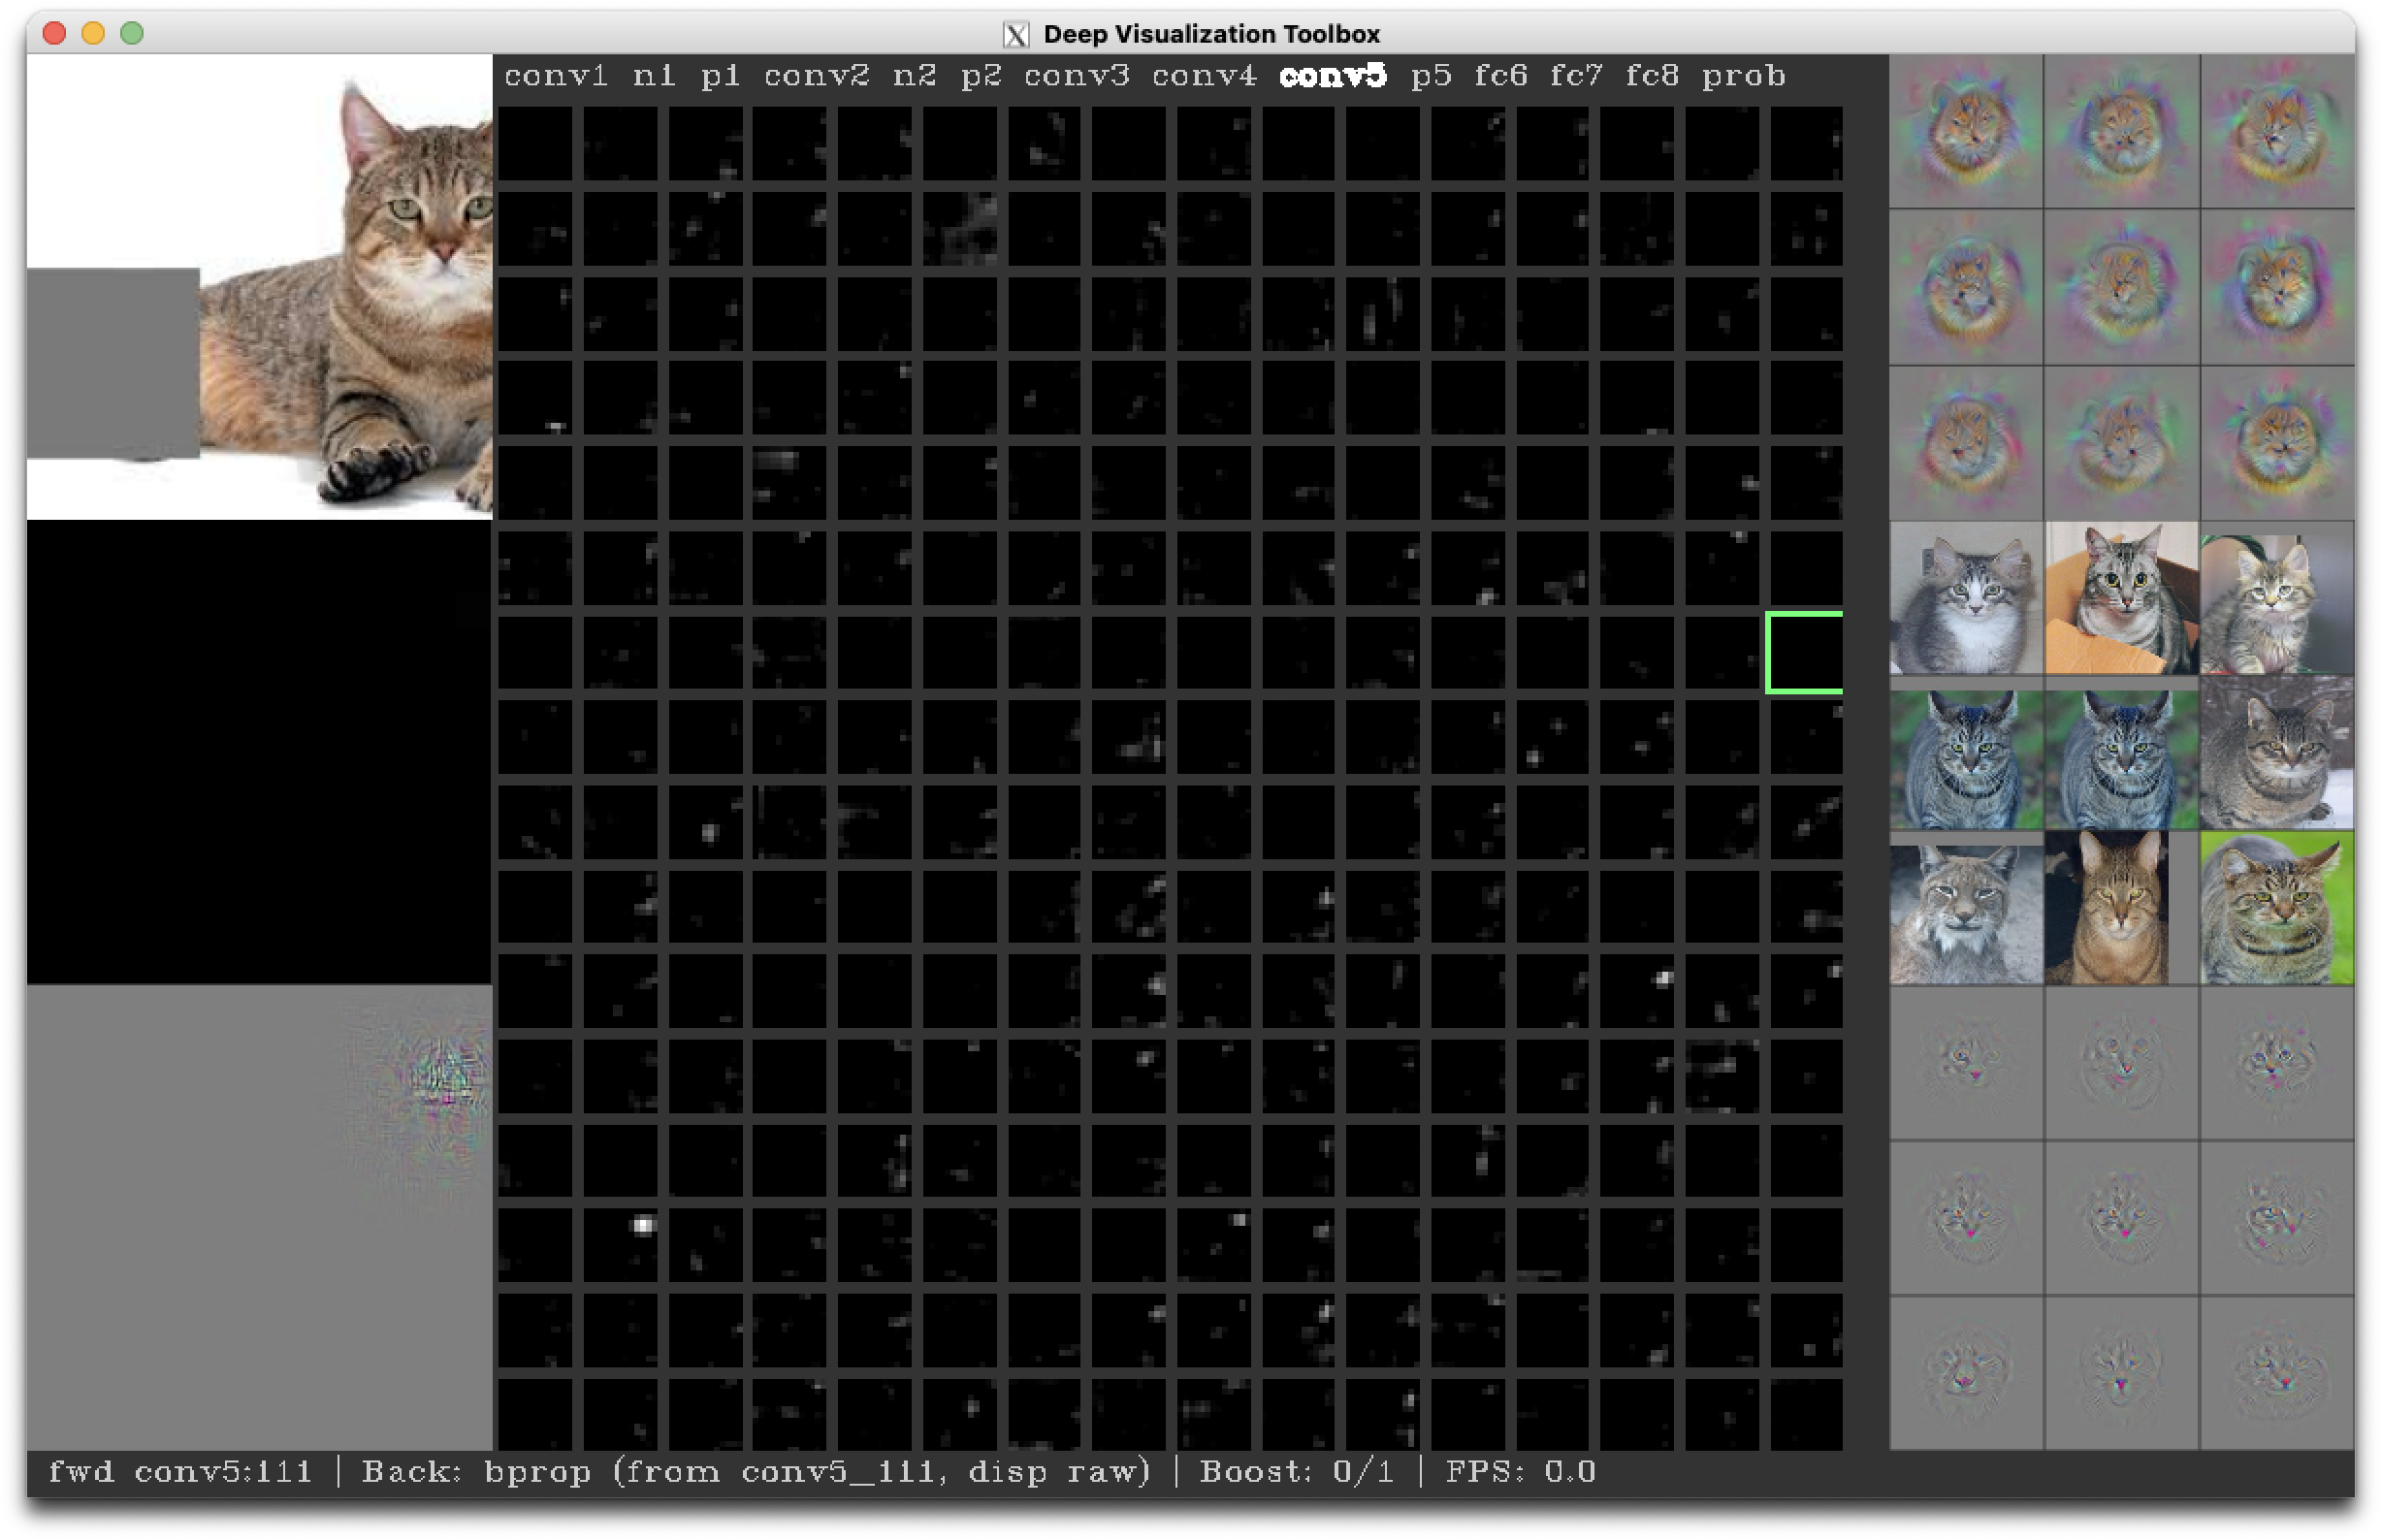 Deep Visualization Toolbox
conv1 n1 p1 conv2 n2 p2 conv3 conv4 conv5 p5 fc6 fc7 fc8 prob
fwd conv5:111 | Back: bprop (from conv5_111, disp raw) | Boost: 0/1 | FPS: 0.0